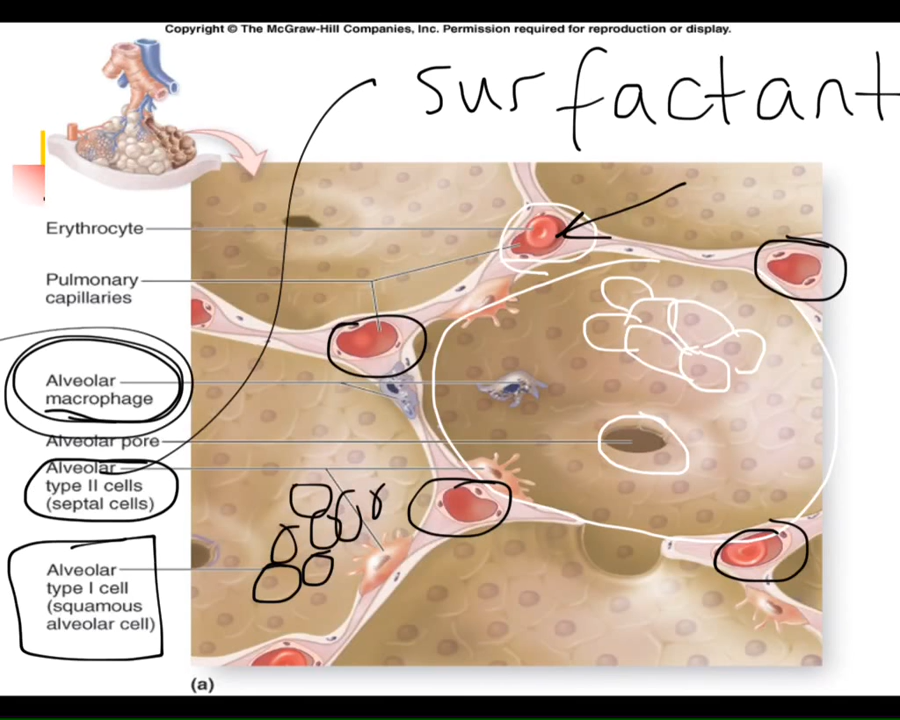 Copyright © The McGraw-Hill Companies, Inc. Permission required for reproduction or display.
surfactant
Erythrocyte
Pulmonary
capillaries
Alveolar
macrophage
Alveolar pore
Alveolar
type II cells
(septal cells)
Alveolar
type I cell
(squamous
alveolar cell)
(a)